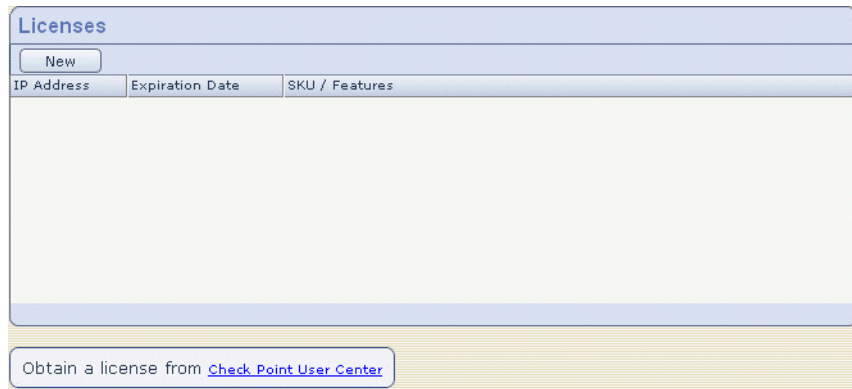 Licenses
New
IP Address Expiration Date SKU / Features
Obtain a license from Check Point User Center